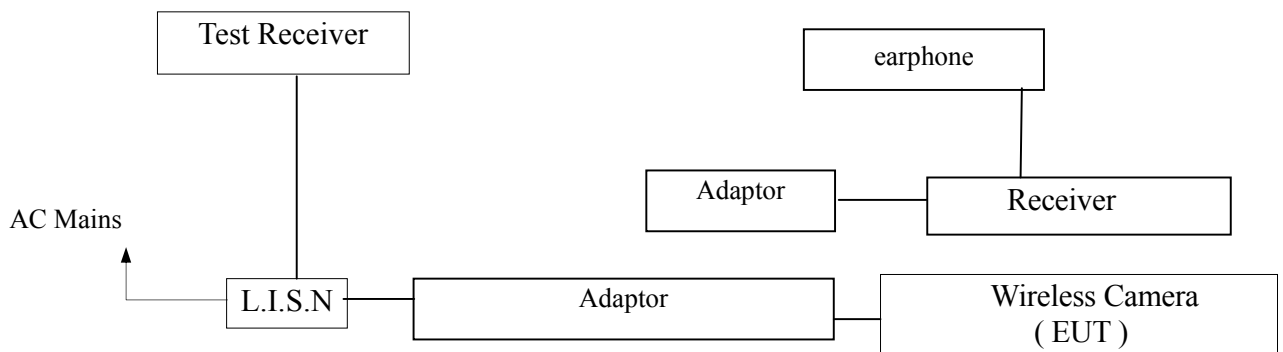 Test Receiver
earphone
Adaptor
Receiver
AC Mains
L.I.S.N
Adaptor
Wireless Camera
( EUT )